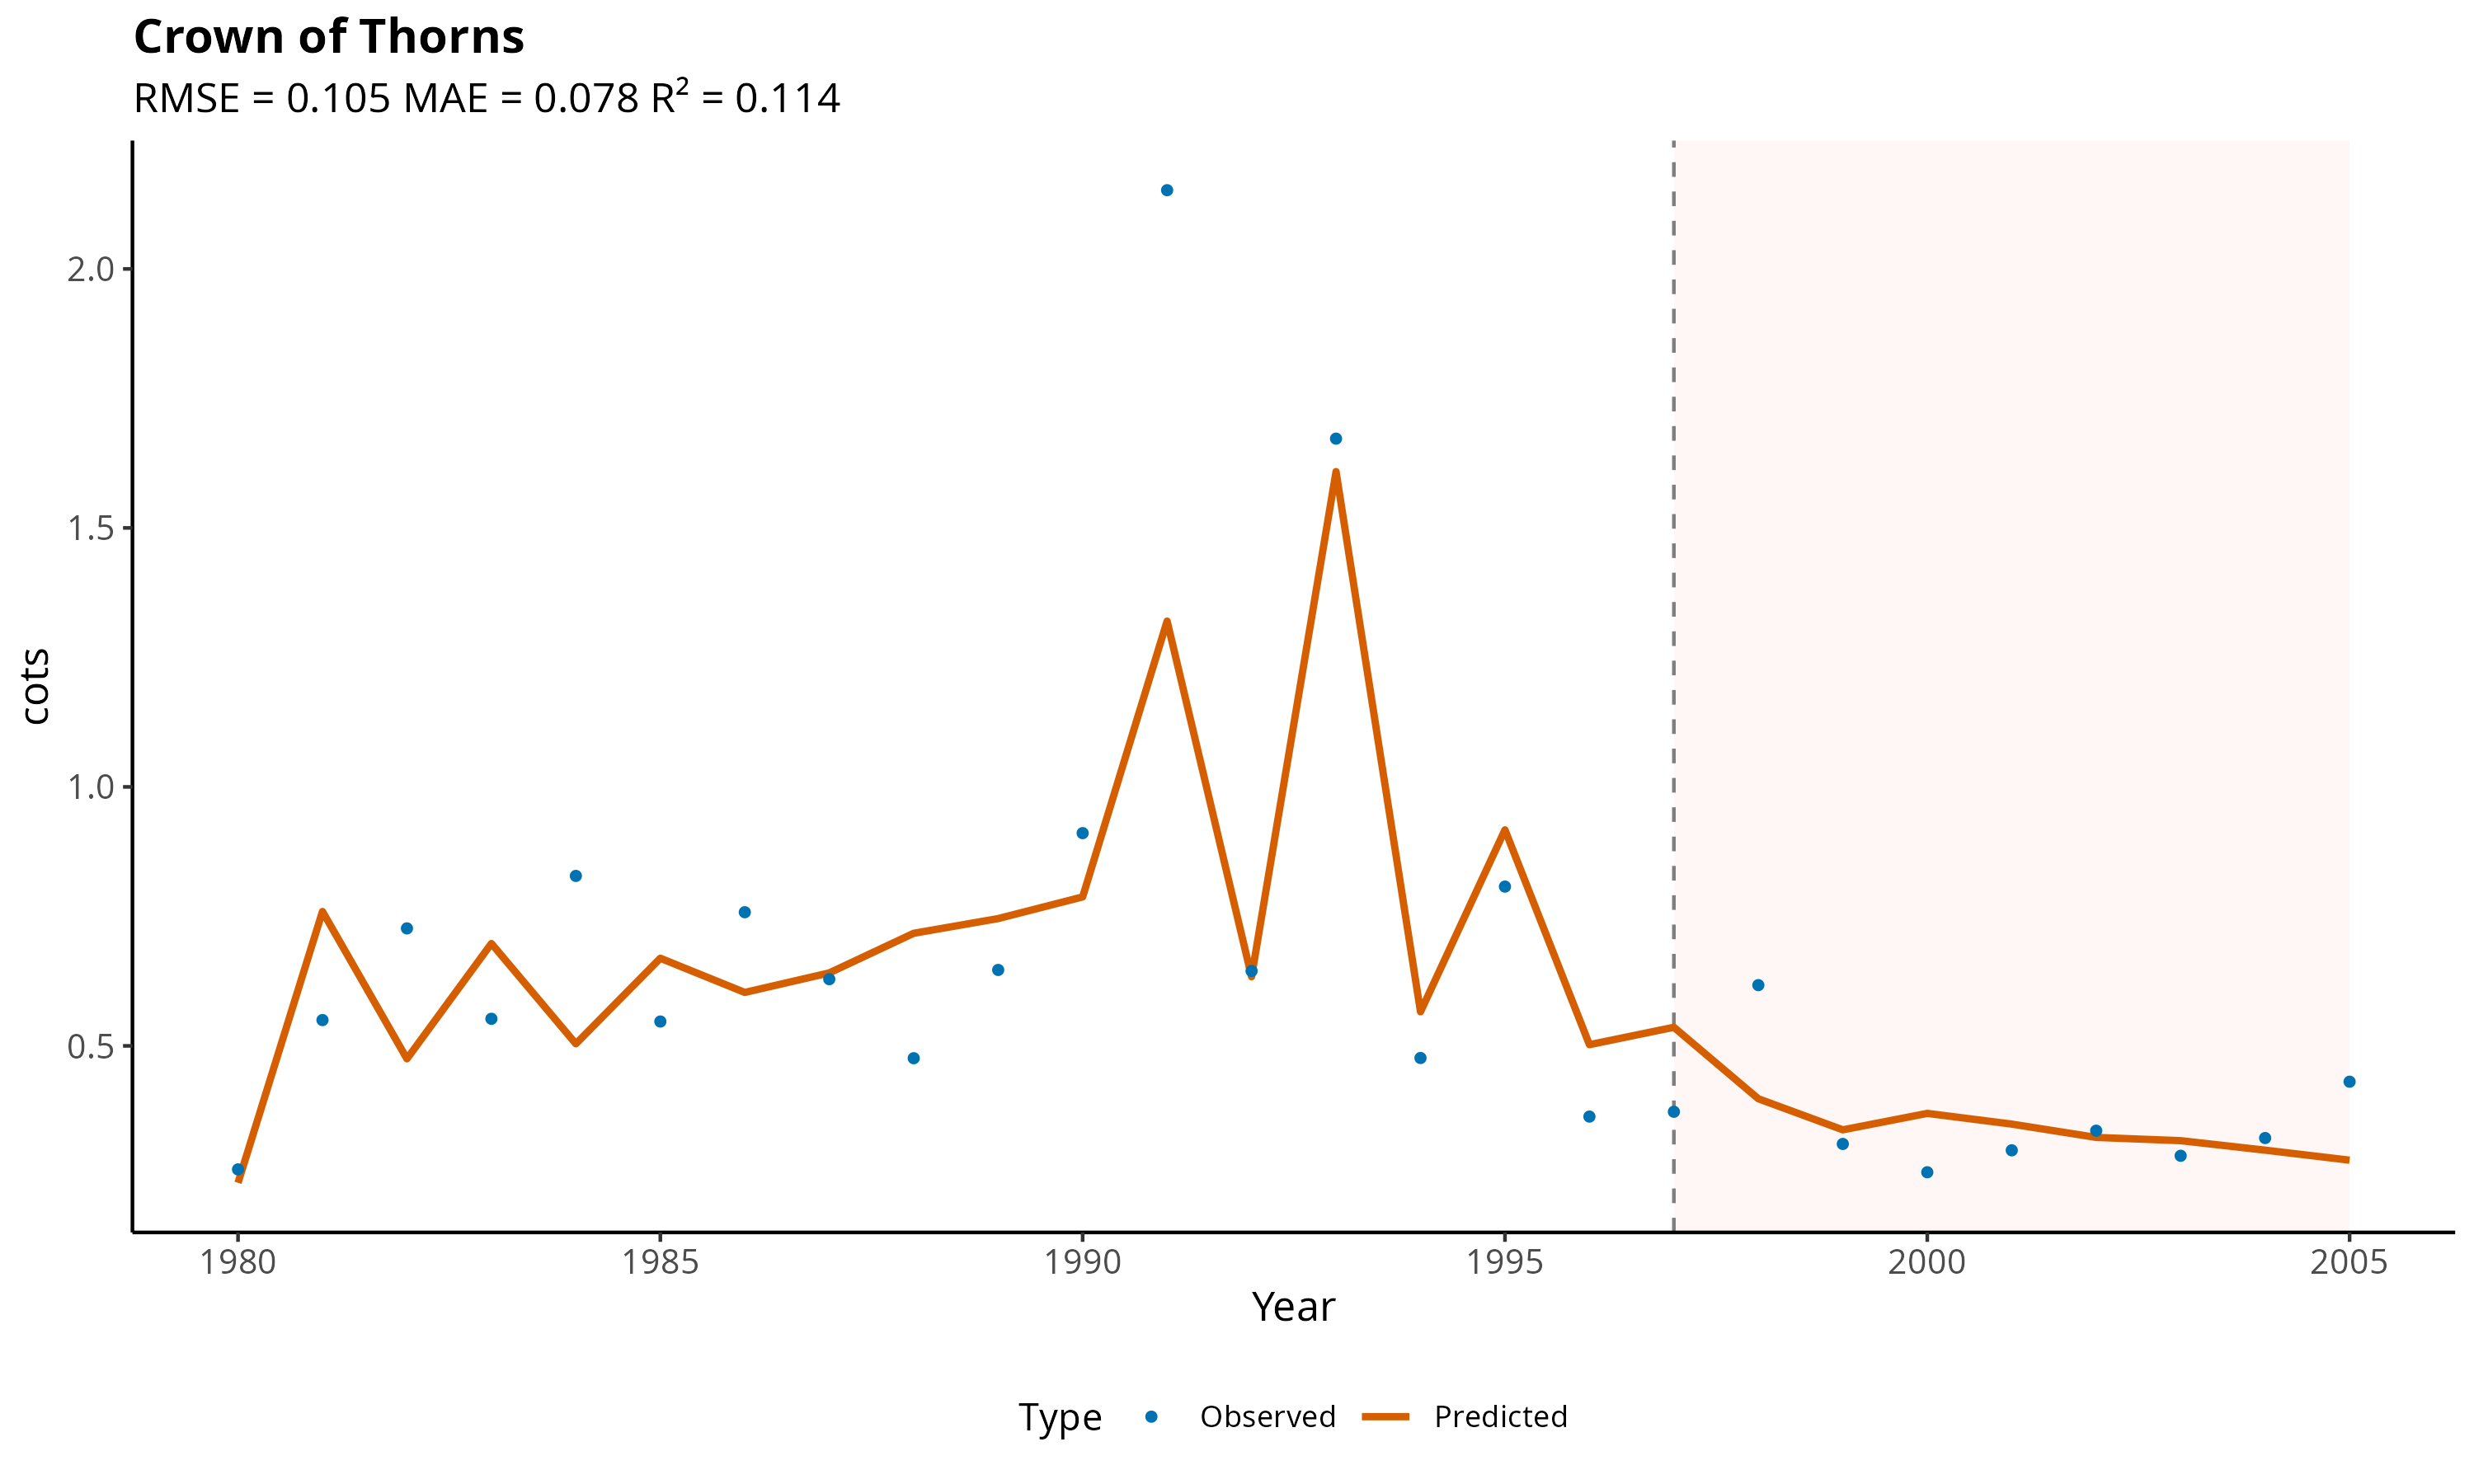 Crown of Thorns
RMSE = 0.105 MAE = 0.078 R² = 0.114
2.0
1.5
1.0
0.5
cots
1980 1985 1990 1995 2000 2005
Year
Type Observed Predicted